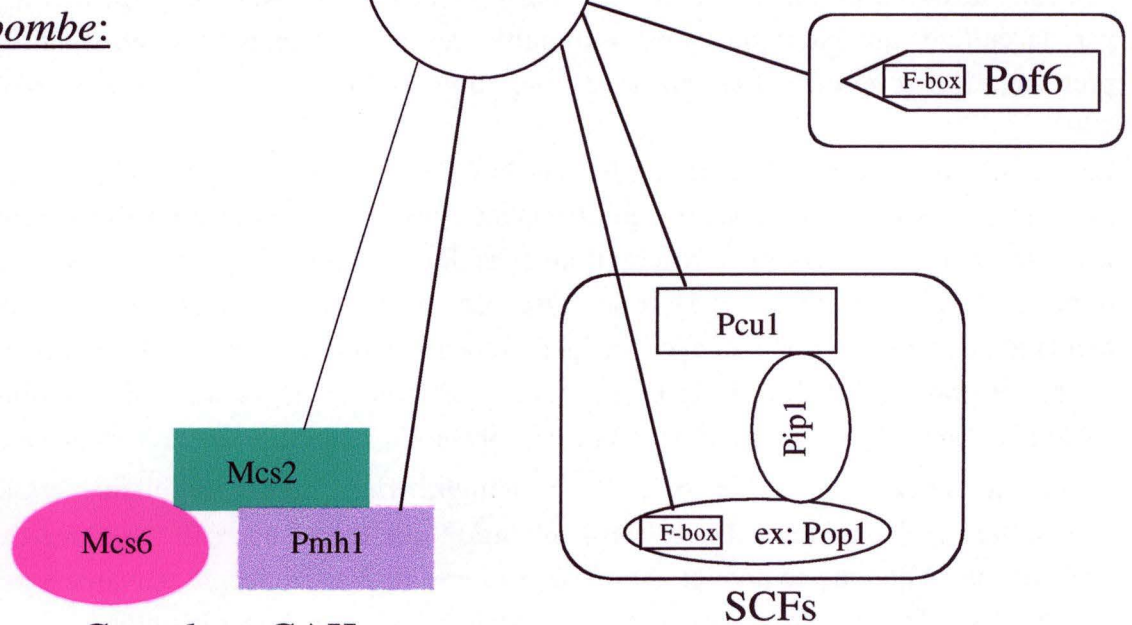 pombe:
F-box Pof6
Pcu1
Pip1
F-box ex: Pop1
SCFs
Mcs2
Mcs6
Pmh1